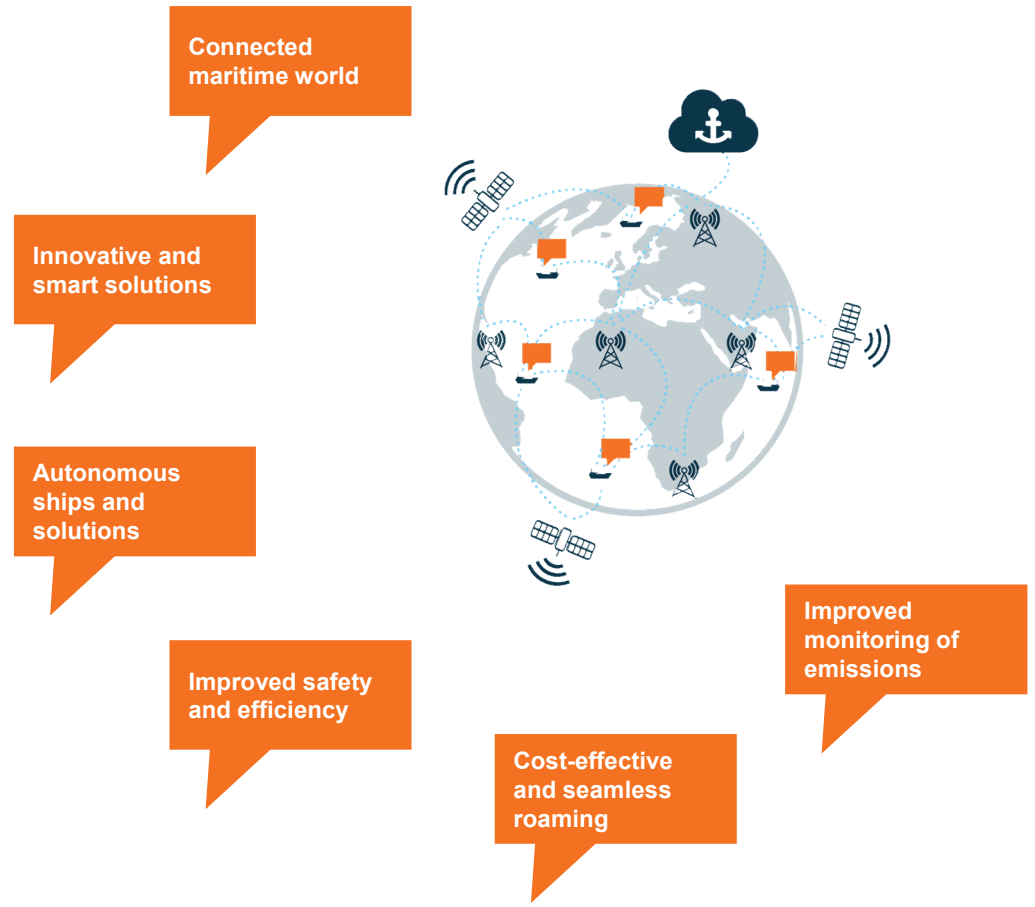 Connected
maritime world
Innovative and
smart solutions
Autonomous
ships and
solutions
Improved safety
and efficiency
Cost-effective
and seamless
roaming
Improved
monitoring of
emissions